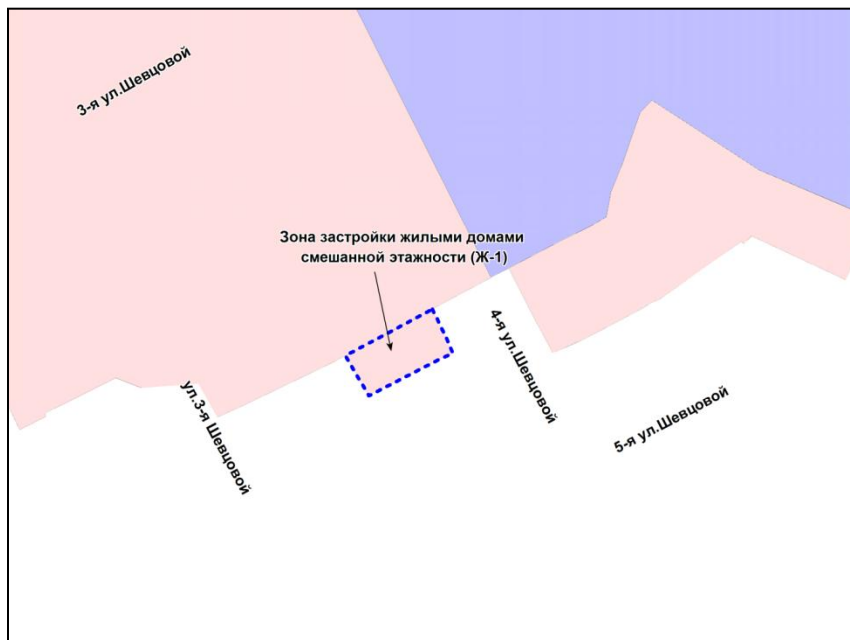 3-я ул.Шевцовой
Зона застройки жилыми домами
смешанной этажности (Ж-1)
4-я ул.Шевцовой
ул.3-я Шевцовой
5-я ул.Шевцовой